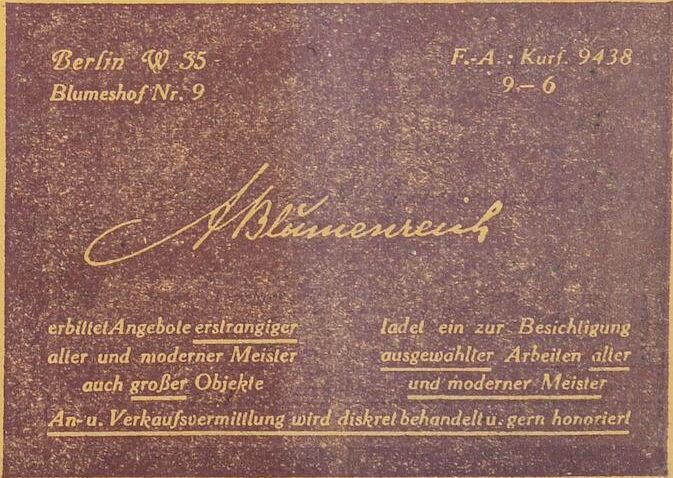 Berlin W 35
Blumeshof Nr. 9
F.-A.: Kurf. 9438
9—6
A Blumenreich
erbittet Angebote erstrangiger
alter und moderner Meister
auch großer Objekte
ladet ein zur Besichtigung
ausgewählter Arbeiten alter
und moderner Meister
An- u. Verkaufsvermittlung wird diskret behandelt u. gern honoriert